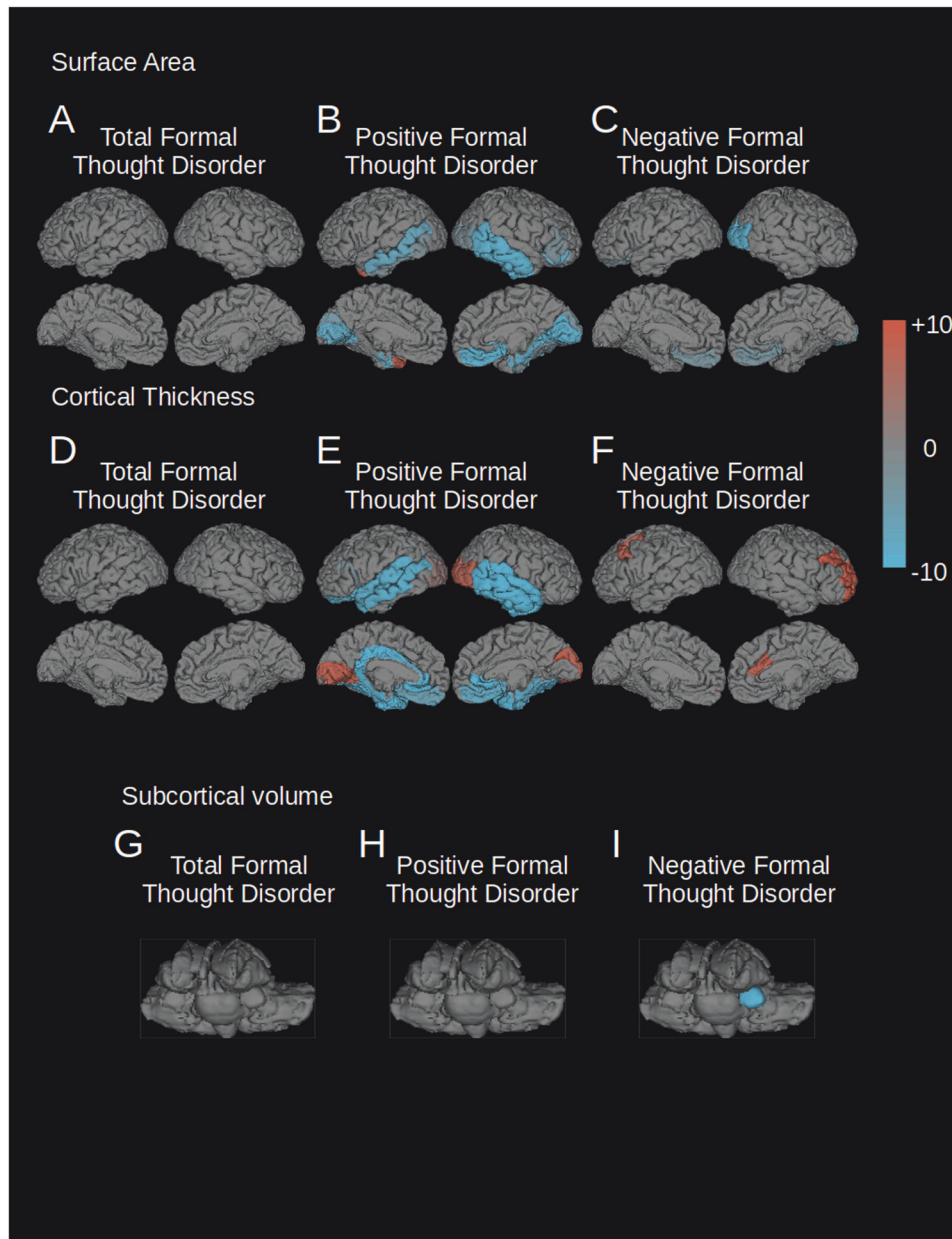 Surface Area
A
Total Formal
Thought Disorder
B
Positive Formal
Thought Disorder
C
Negative Formal
Thought Disorder
+10
0
-10
Cortical Thickness
D
Total Formal
Thought Disorder
E
Positive Formal
Thought Disorder
F
Negative Formal
Thought Disorder
Subcortical volume
G
Total Formal
Thought Disorder
H
Positive Formal
Thought Disorder
I
Negative Formal
Thought Disorder